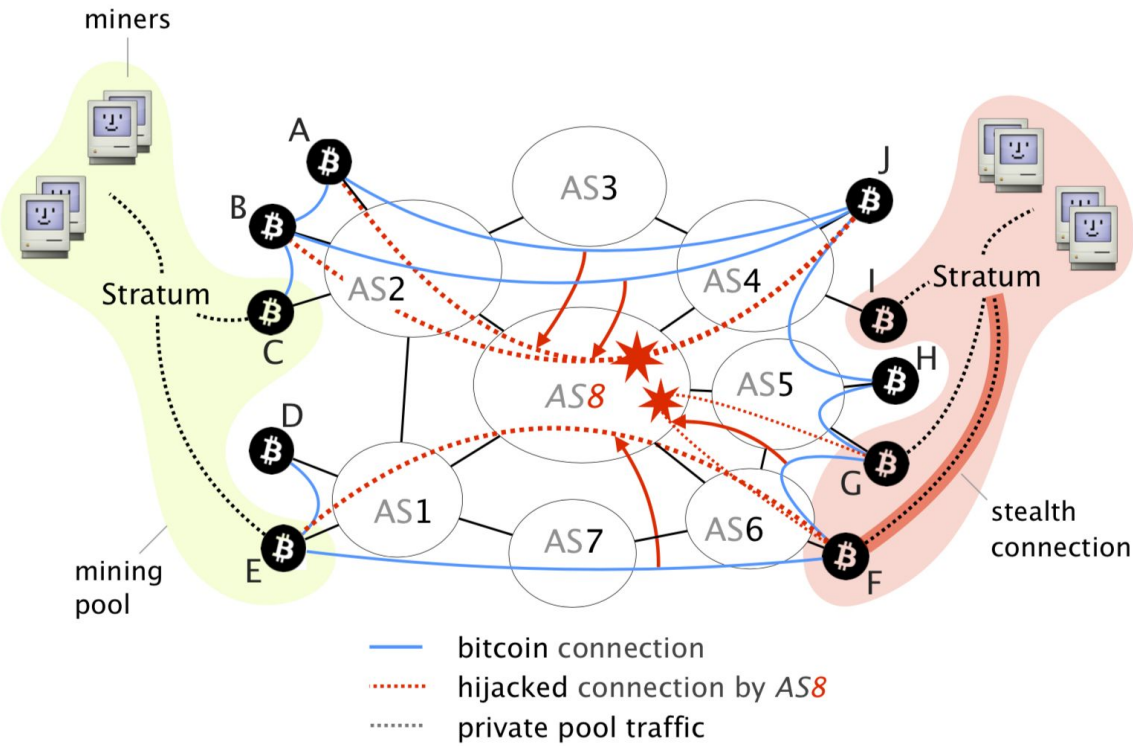 miners
A
B
C
D
E
J
I
H
G
F
Stratum
Stratum
AS3
AS2
AS4
AS8
AS5
AS1
AS7
AS6
mining
pool
stealth
connection
bitcoin connection
hijacked connection by AS8
private pool traffic